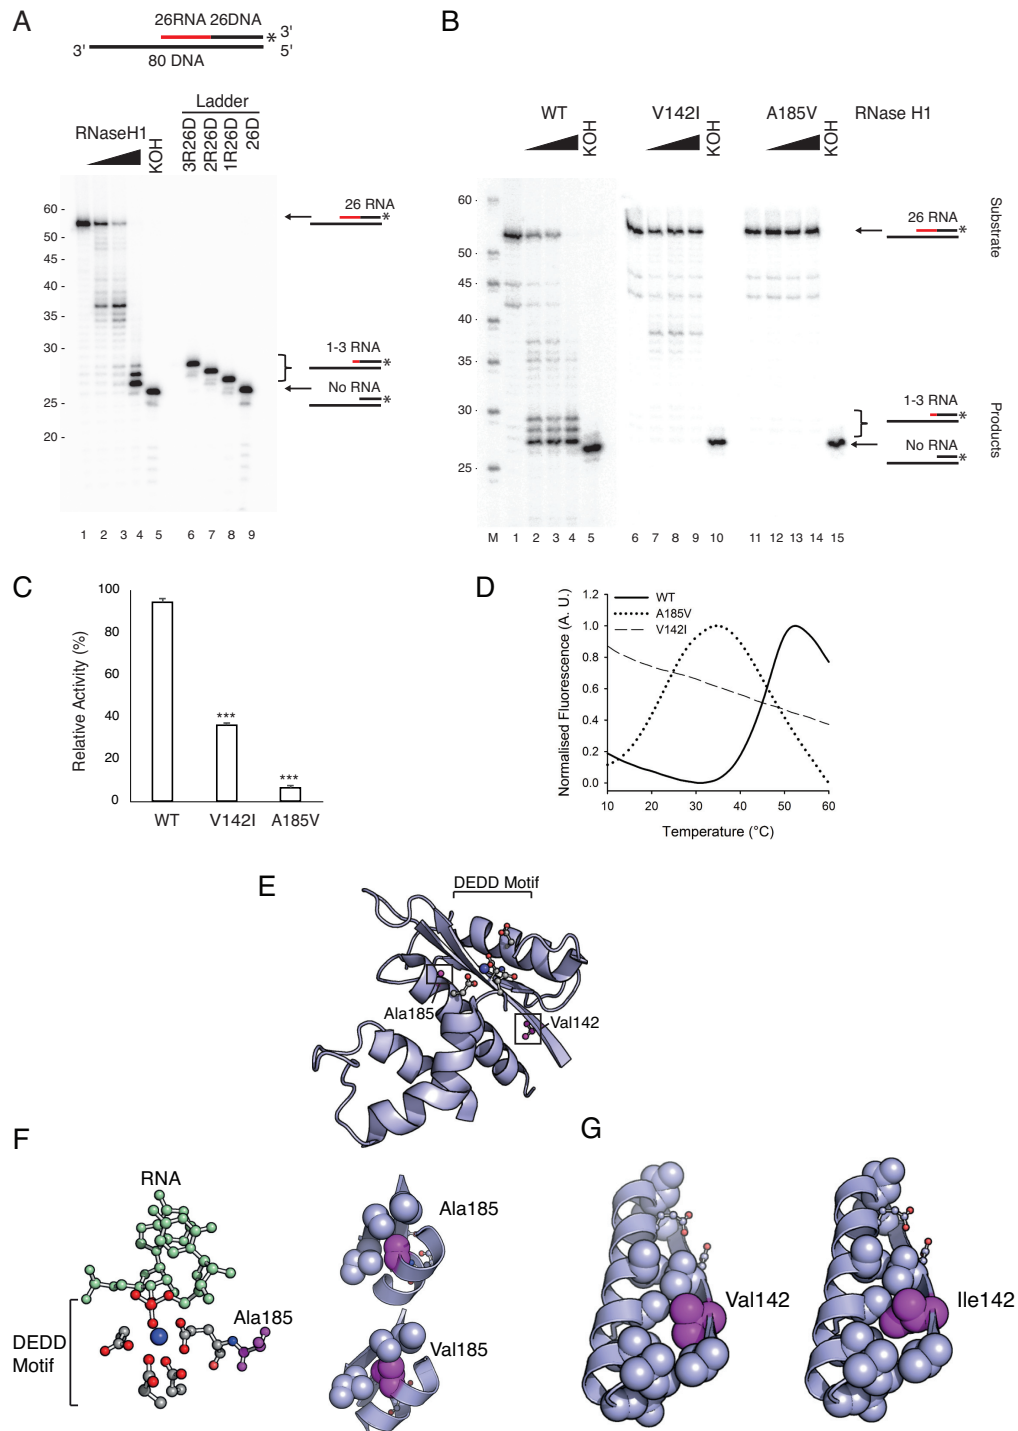 A
26RNA 26DNA
* 3'
3' 5'
80 DNA
Ladder
RNaseH1
KOH
3R26D
2R26D
1R26D
26D
60 -
50 -
45 -
40 -
35 -
30 -
25 -
20 -
26 RNA
*
1-3 RNA
*
No RNA
*
1 2 3 4 5 6 7 8 9
B
WT V142I A185V RNase H1
KOH KOH KOH
60
50
45
40
35
30
25
26 RNA
*
1-3 RNA
*
No RNA
*
Substrate
Products
M 1 2 3 4 5 6 7 8 9 10 11 12 13 14 15
C
Relative Activity (%)
100
80
60
40
20
0
***
***
WT V142I A185V
D
Normalised Fluorescence (A. U.)
1.2
1.0
0.8
0.6
0.4
0.2
0.0
WT
A185V
V142I
10 20 30 40 50 60
Temperature (°C)
E
DEDD Motif
Ala185
Val142
F
RNA
Ala185
DEDD
Motif
Ala185
Val185
G
Val142
Ile142